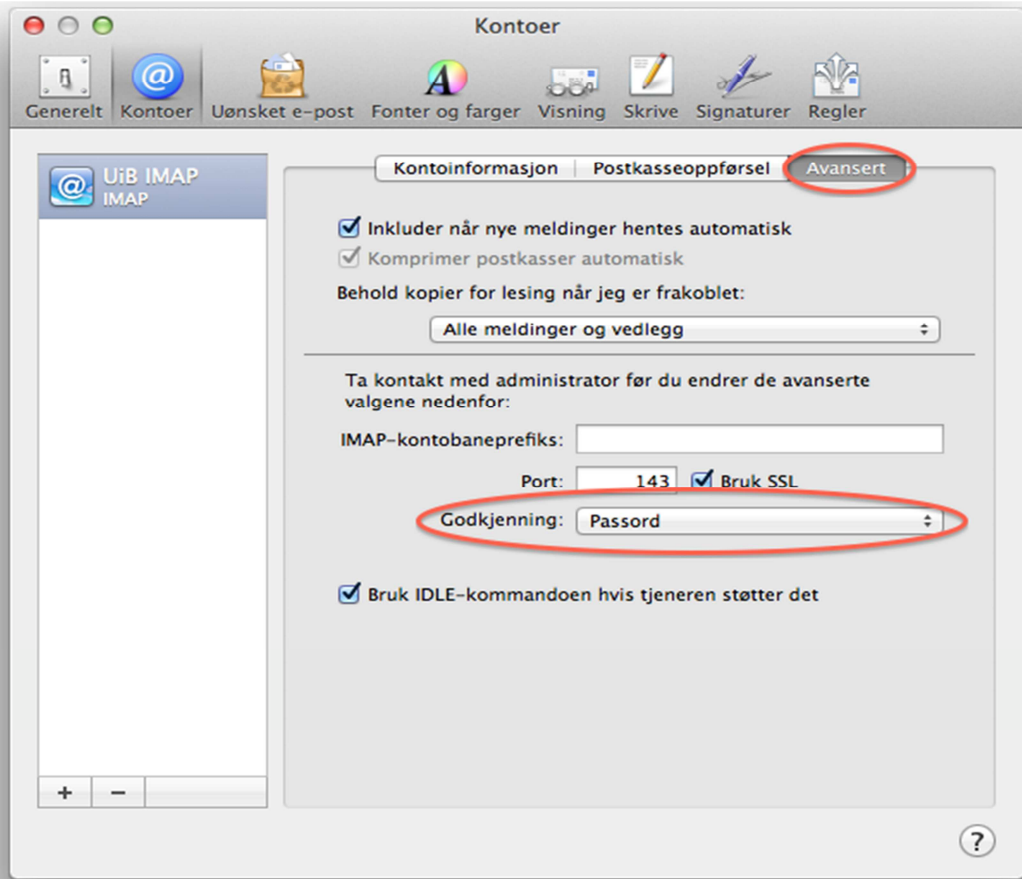 Kontoer
Generelt Kontoer Uønsket e-post Fonter og farger Visning Skrive Signaturer Regler
UiB IMAP
IMAP
Kontoinformasjon Postkasseoppførsel Avansert
Inkluder når nye meldinger hentes automatisk
Komprimer postkasser automatisk
Behold kopier for lesing når jeg er frakoblet:
Alle meldinger og vedlegg
Ta kontakt med administrator før du endrer de avanserte
valgene nedenfor:
IMAP-kontobaneprefiks:
Port: 143 Bruk SSL
Godkjenning: Passord
Bruk IDLE-kommandoen hvis tjeneren støtter det
+ −
?